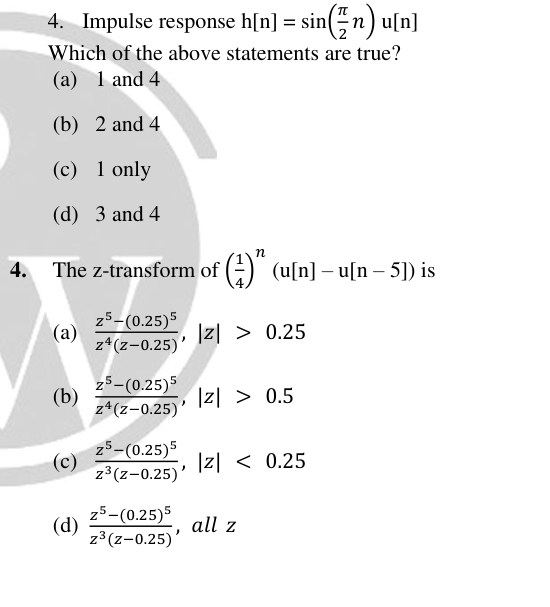 4. Impulse response h[n] = sin(π/2 n) u[n]
Which of the above statements are true?
(a) 1 and 4
(b) 2 and 4
(c) 1 only
(d) 3 and 4
4. The z-transform of (1/4)^n (u[n] – u[n – 5]) is
(a) z^5−(0.25)^5 / z^4(z−0.25), |z| > 0.25
(b) z^5−(0.25)^5 / z^4(z−0.25), |z| > 0.5
(c) z^5−(0.25)^5 / z^3(z−0.25), |z| < 0.25
(d) z^5−(0.25)^5 / z^3(z−0.25), all z